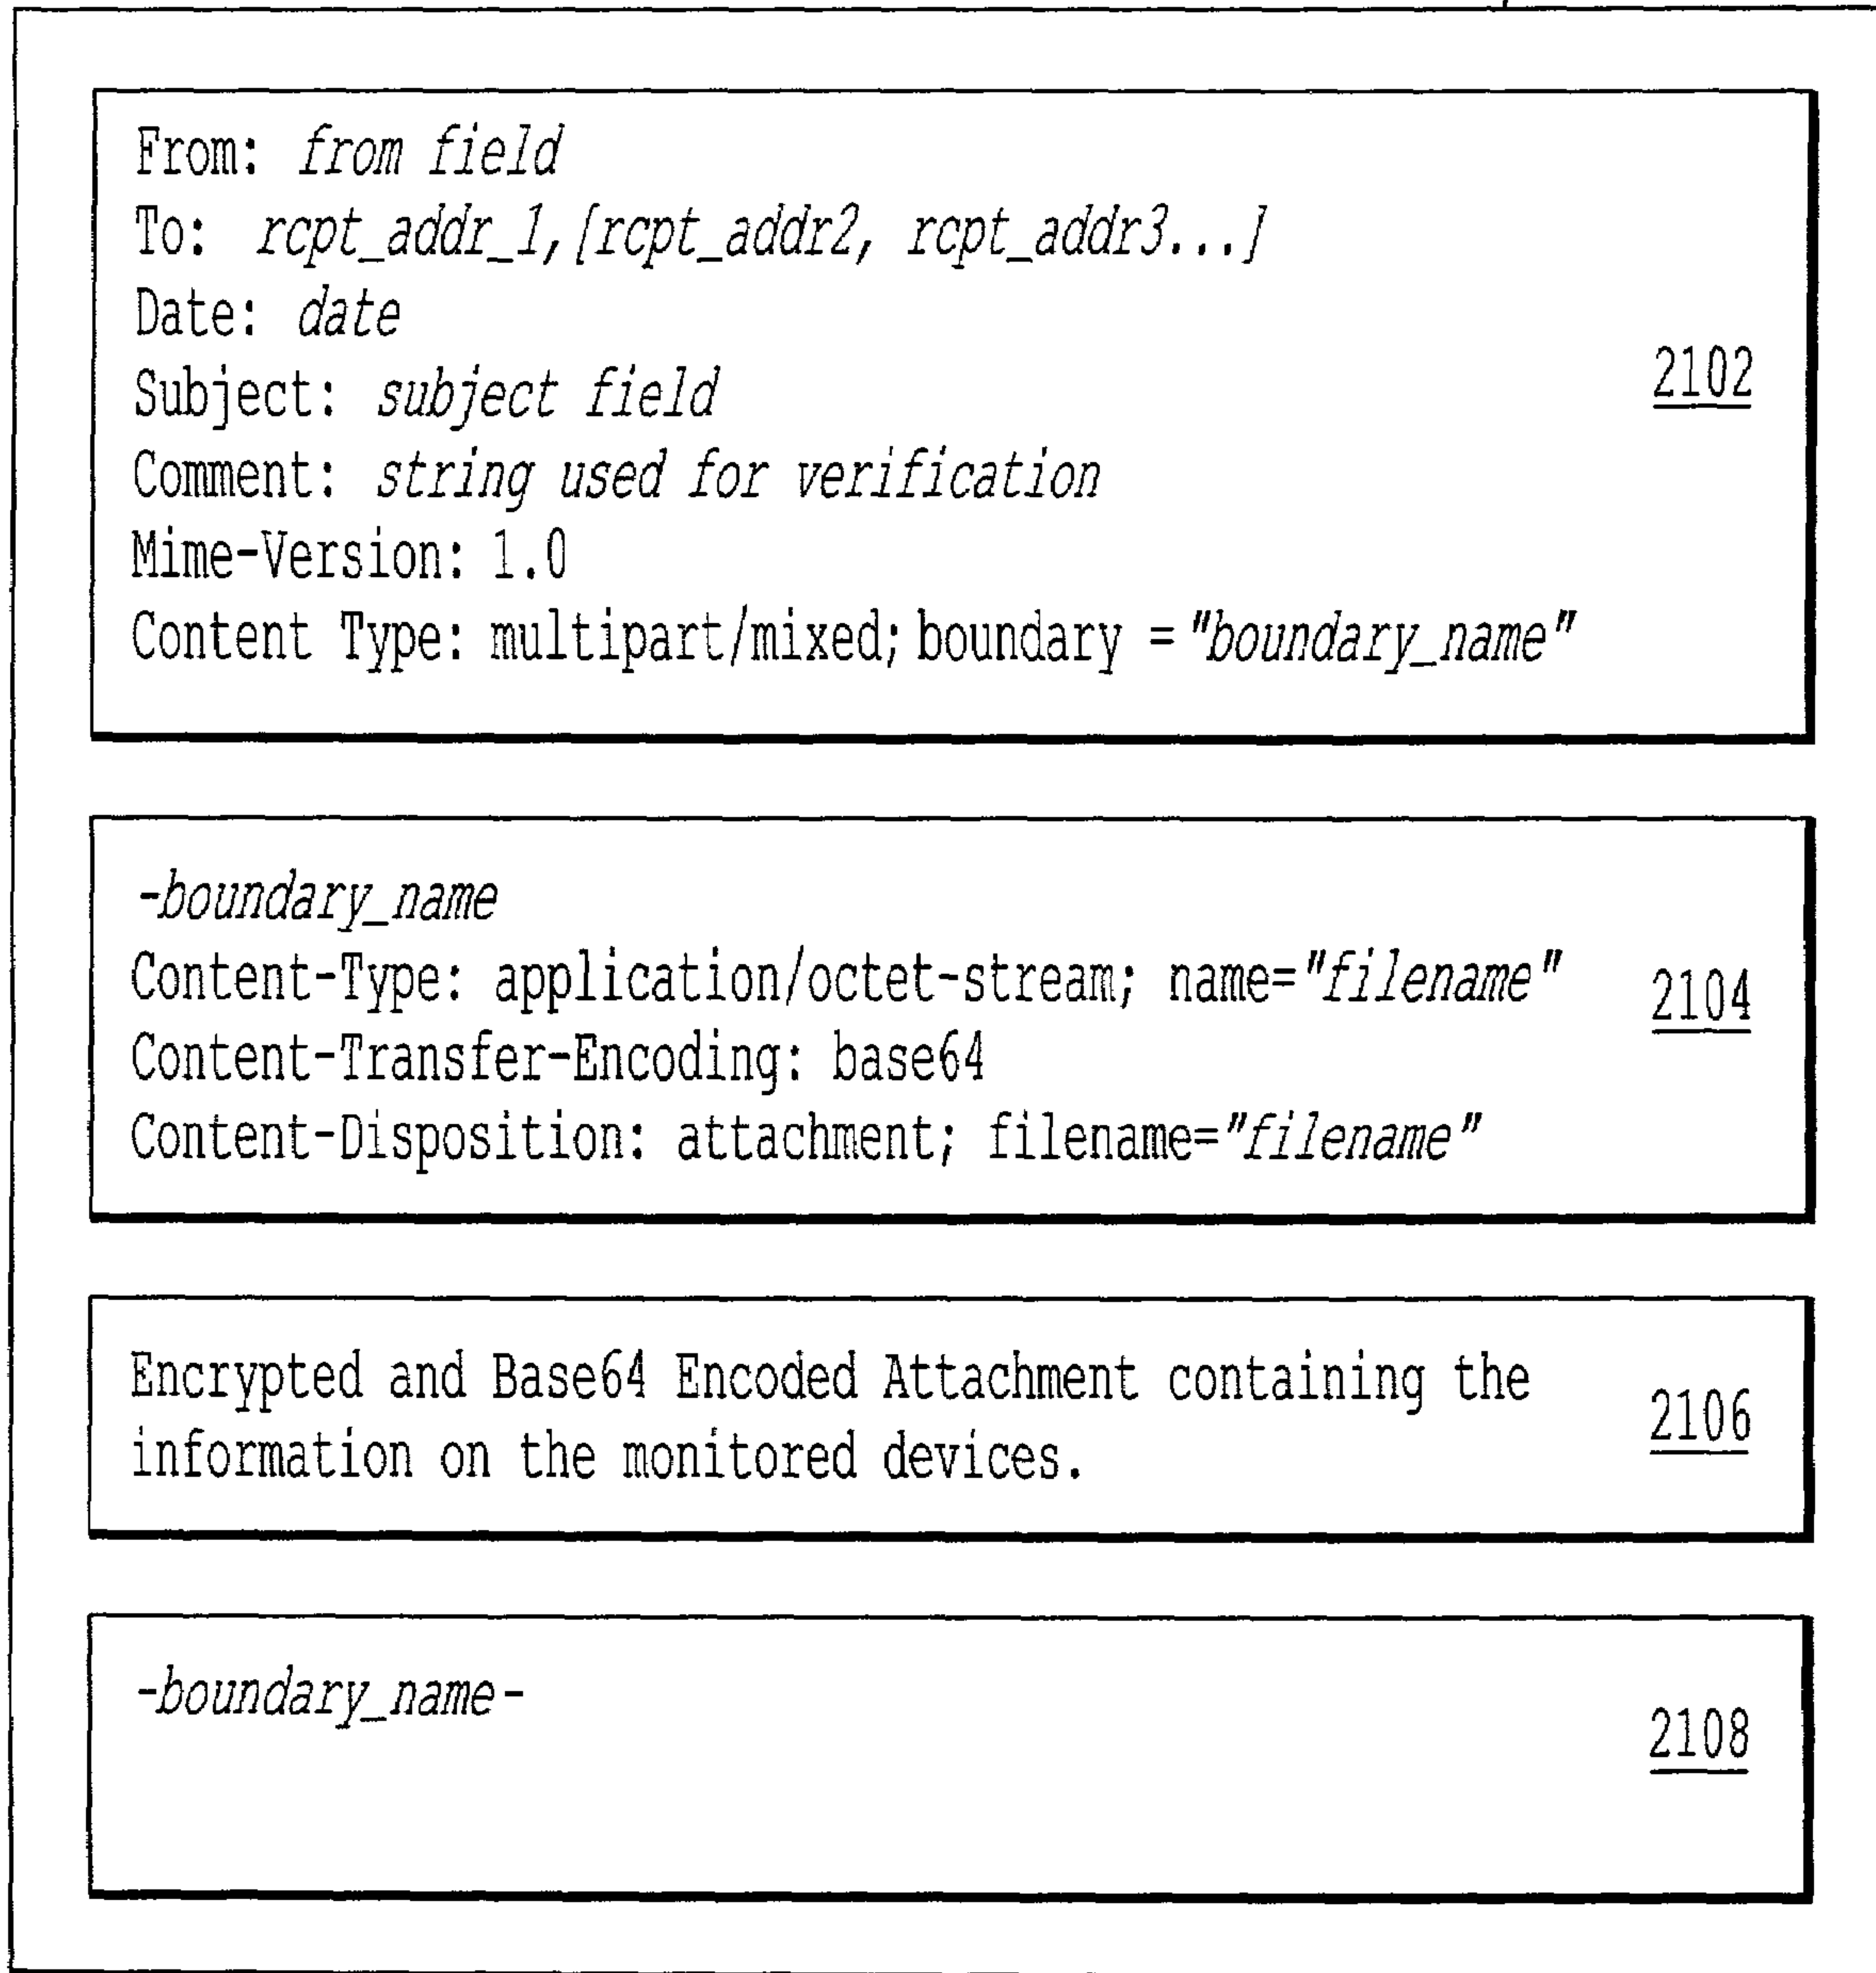 From: from field
To: rcpt_addr_1,[rcpt_addr2, rcpt_addr3...]
Date: date
Subject: subject field
2102
Comment: string used for verification
Mime-Version: 1.0
Content Type: multipart/mixed; boundary ="boundary_name"
-boundary_name
Content-Type: application/octet-stream; name="filename"
2104
Content-Transfer-Encoding: base64
Content-Disposition: attachment; filename="filename"
Encrypted and Base64 Encoded Attachment containing the
2106
information on the monitored devices.
-boundary_name-
2108